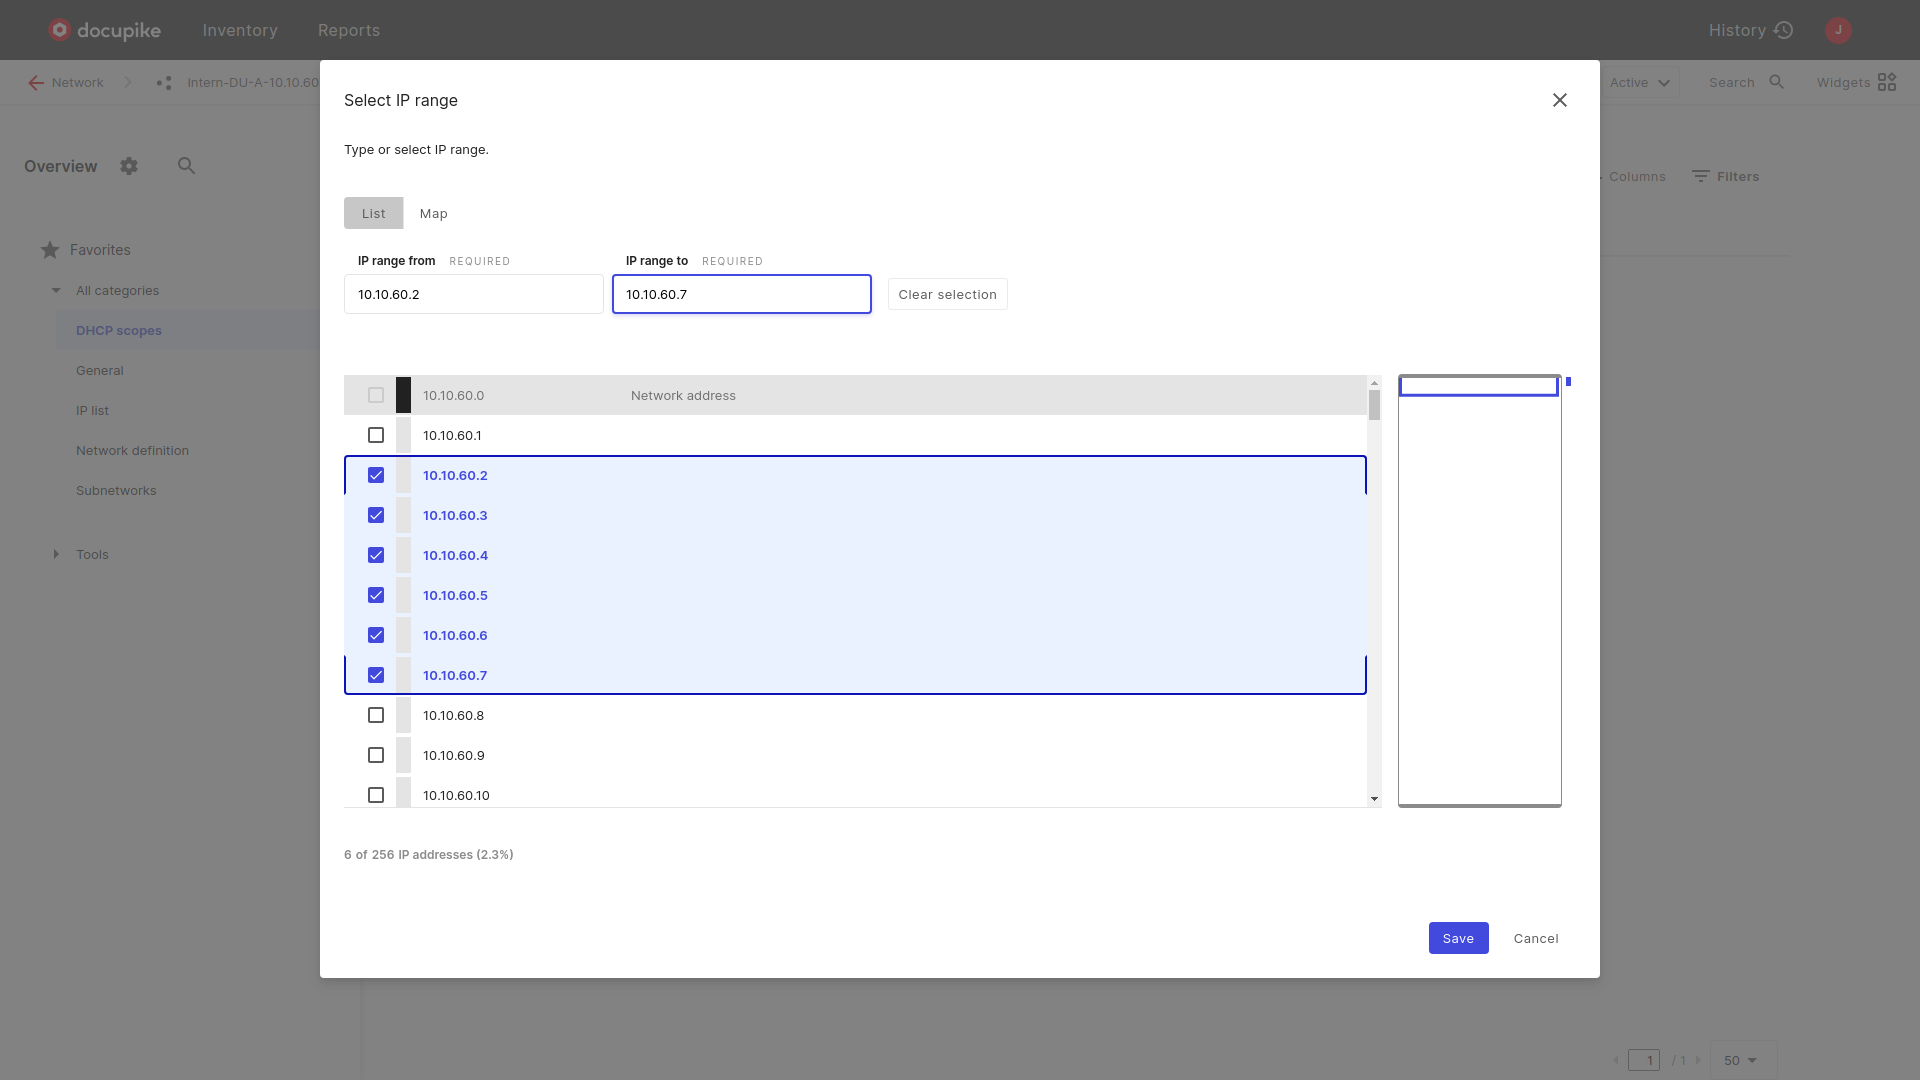 docupike
Inventory
Reports
History
J
Network
Intern-DU-A-10.10.60
Active
Search
Widgets
Select IP range
Type or select IP range.
Overview
Columns
Filters
List
Map
Favorites
IP range from REQUIRED
IP range to REQUIRED
10.10.60.2
10.10.60.7
Clear selection
All categories
DHCP scopes
General
IP list
Network definition
Subnetworks
Tools
10.10.60.0 Network address
10.10.60.1
10.10.60.2
10.10.60.3
10.10.60.4
10.10.60.5
10.10.60.6
10.10.60.7
10.10.60.8
10.10.60.9
10.10.60.10
6 of 256 IP addresses (2.3%)
Save
Cancel
1 / 1
50